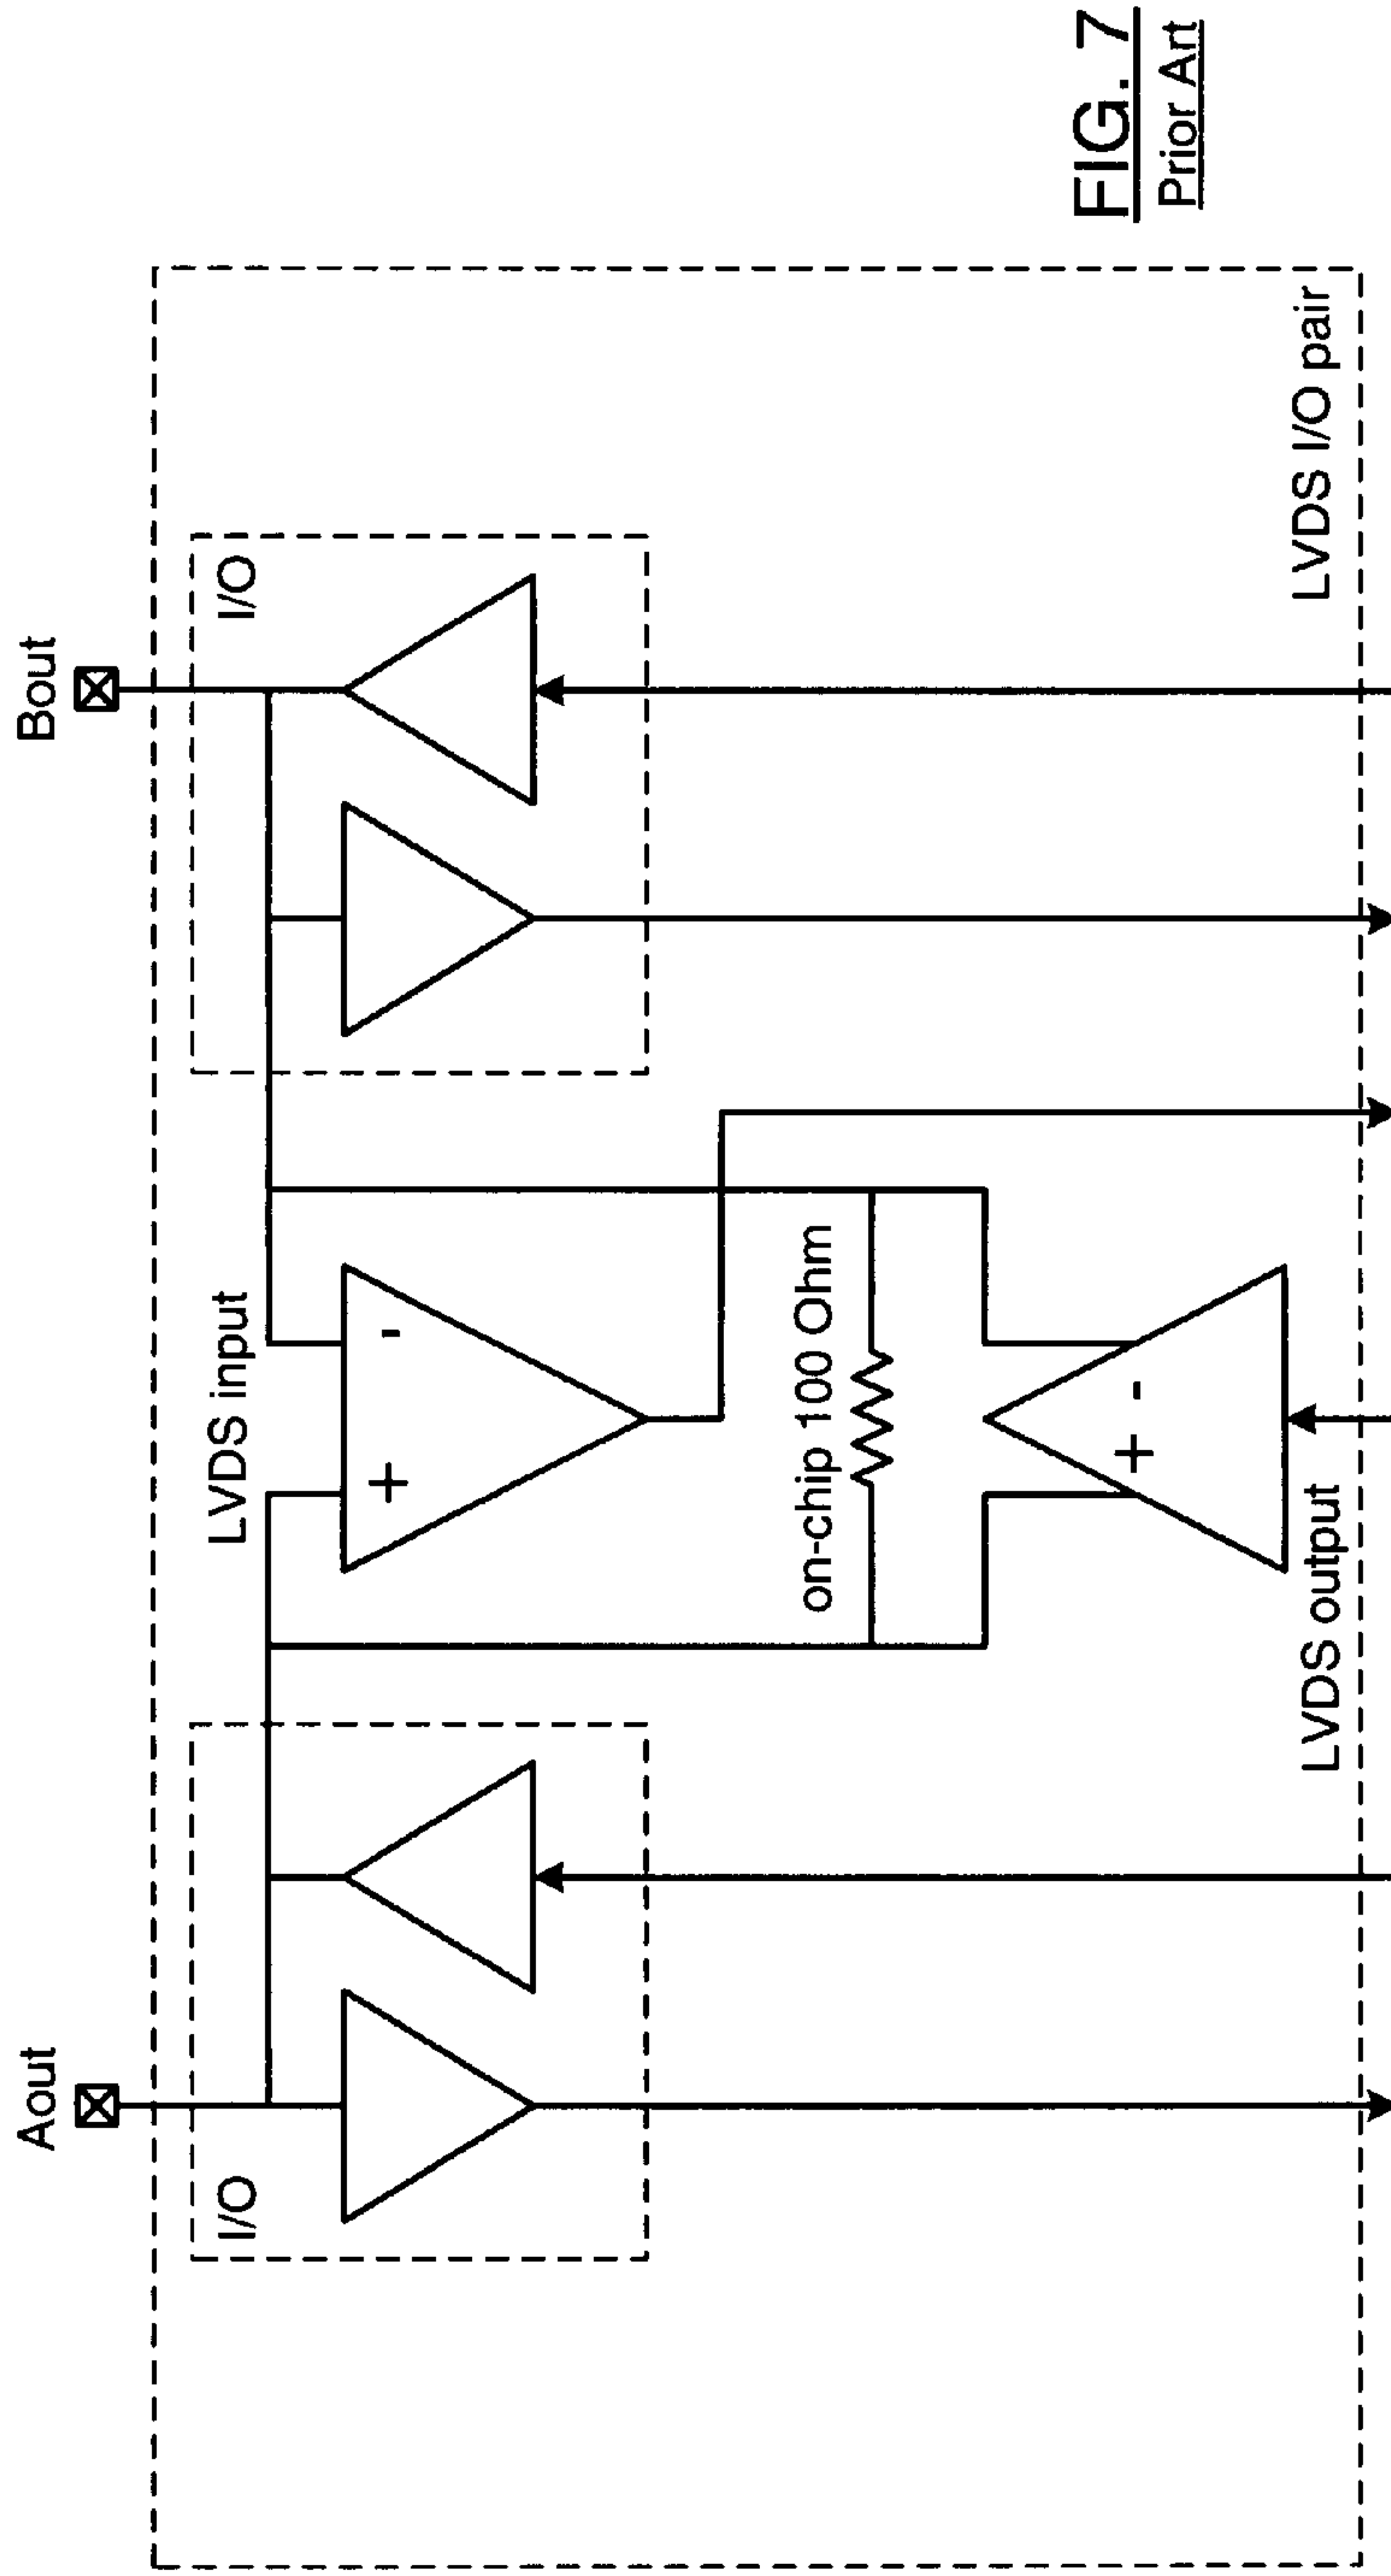 Aout
Bout
I/O
LVDS input
I/O
+
-
on-chip 100 Ohm
+
-
LVDS output
LVDS I/O pair
FIG. 7
Prior Art